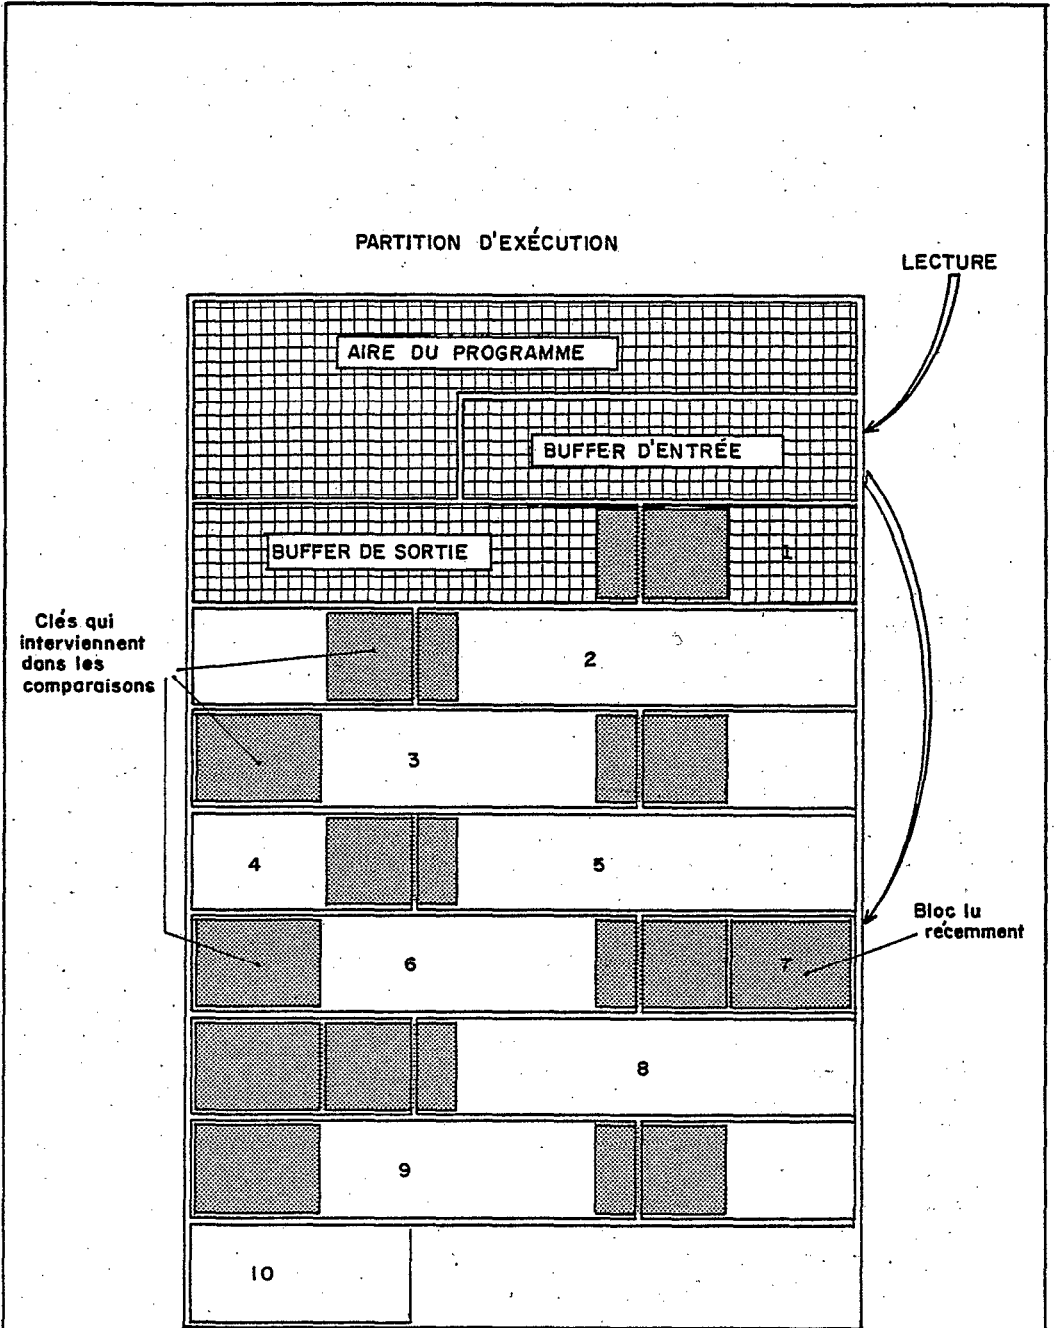 PARTITION D'EXÉCUTION
LECTURE
AIRE DU PROGRAMME
BUFFER D'ENTRÉE
BUFFER DE SORTIE
1
Clés qui
interviennent
dans les
comparaisons
2
3
4
5
Bloc lu
récemment
6
7
8
9
10